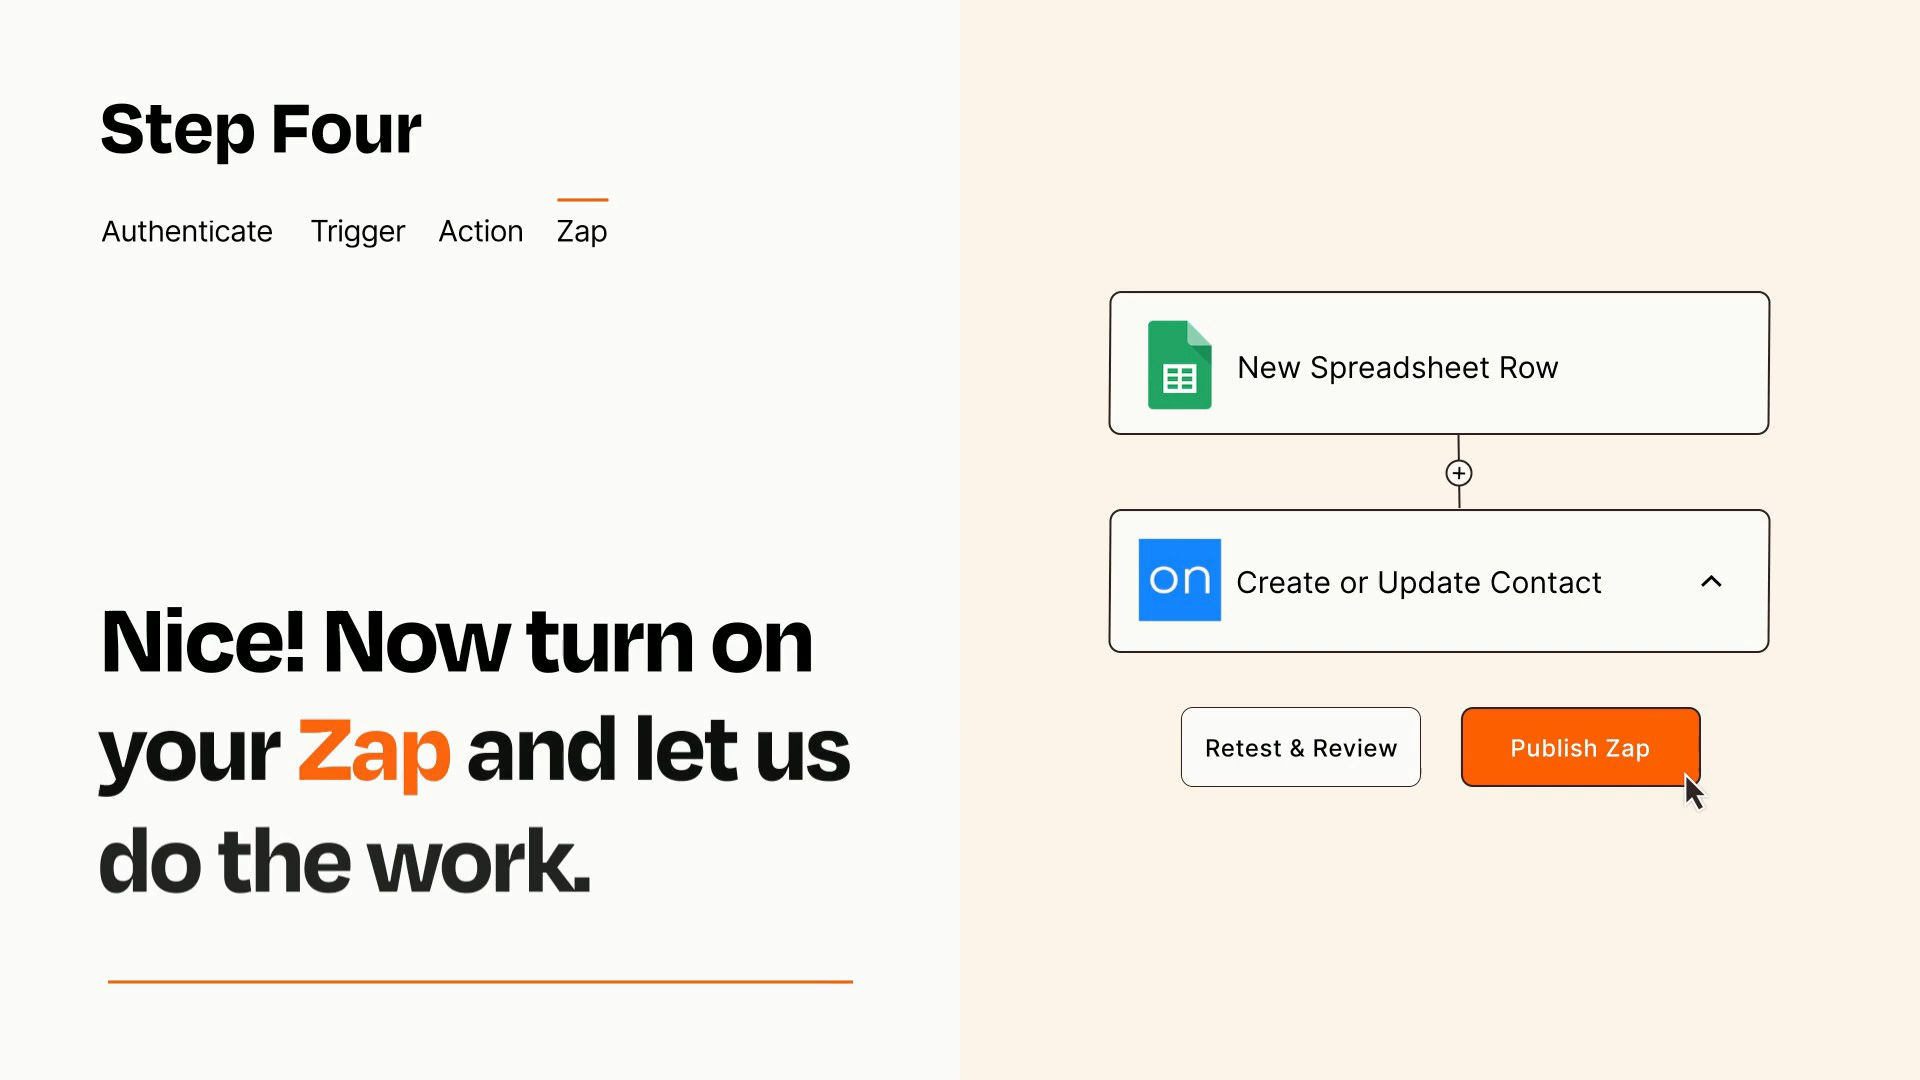 Step Four
Authenticate Trigger Action Zap
Nice! Now turn on
your Zap and let us
do the work.
New Spreadsheet Row
on Create or Update Contact
Retest & Review
Publish Zap